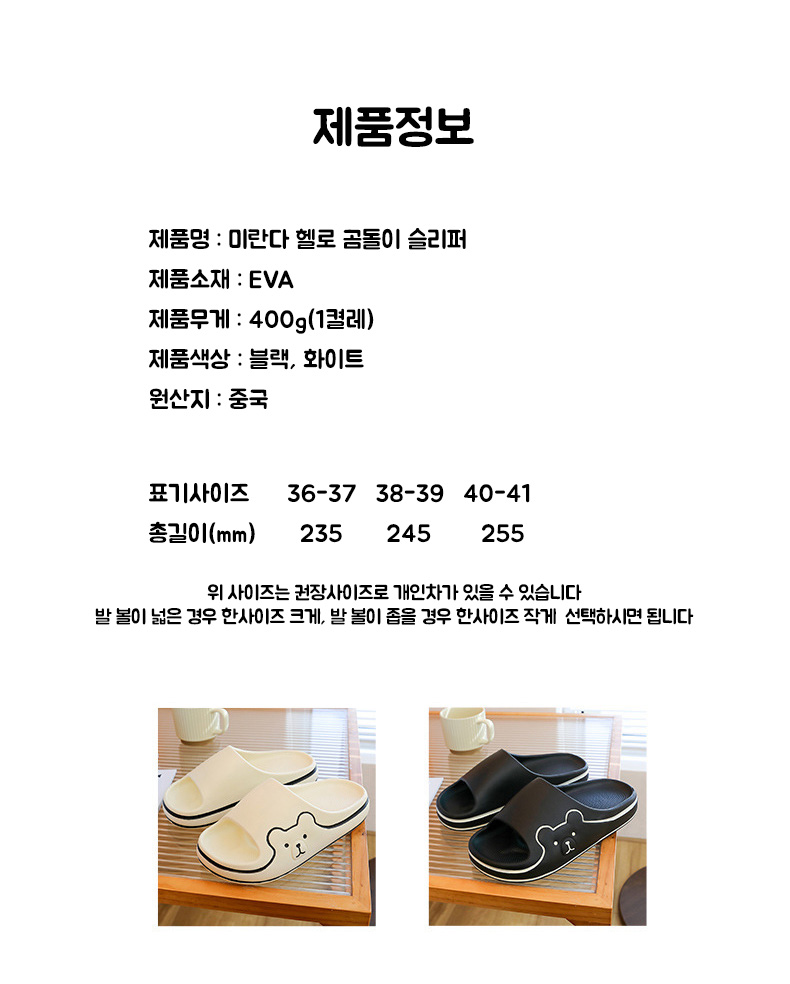 제품정보
제품명 : 미란다 헬로 곰돌이 슬리퍼
제품소재 : EVA
제품무게 : 400g(1켤레)
제품색상 : 블랙, 화이트
원산지 : 중국
표기사이즈 36-37 38-39 40-41
총길이(mm) 235 245 255
위 사이즈는 권장사이즈로 개인차가 있을 수 있습니다
발 볼이 넓은 경우 한사이즈 크게, 발 볼이 좁을 경우 한사이즈 작게 선택하시면 됩니다